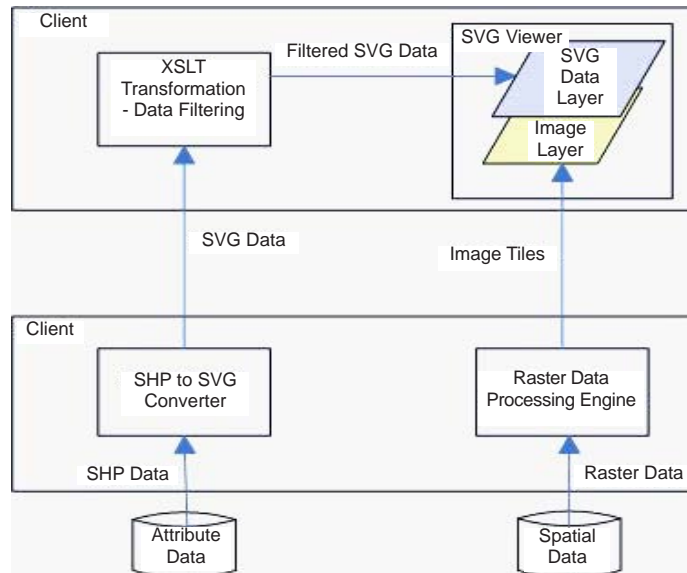 Client
XSLT
Transformation
- Data Filtering
Filtered SVG Data
SVG Viewer
SVG
Data
Layer
Image
Layer
SVG Data
Image Tiles
Client
SHP to SVG
Converter
Raster Data
Processing Engine
SHP Data
Raster Data
Attribute
Data
Spatial
Data